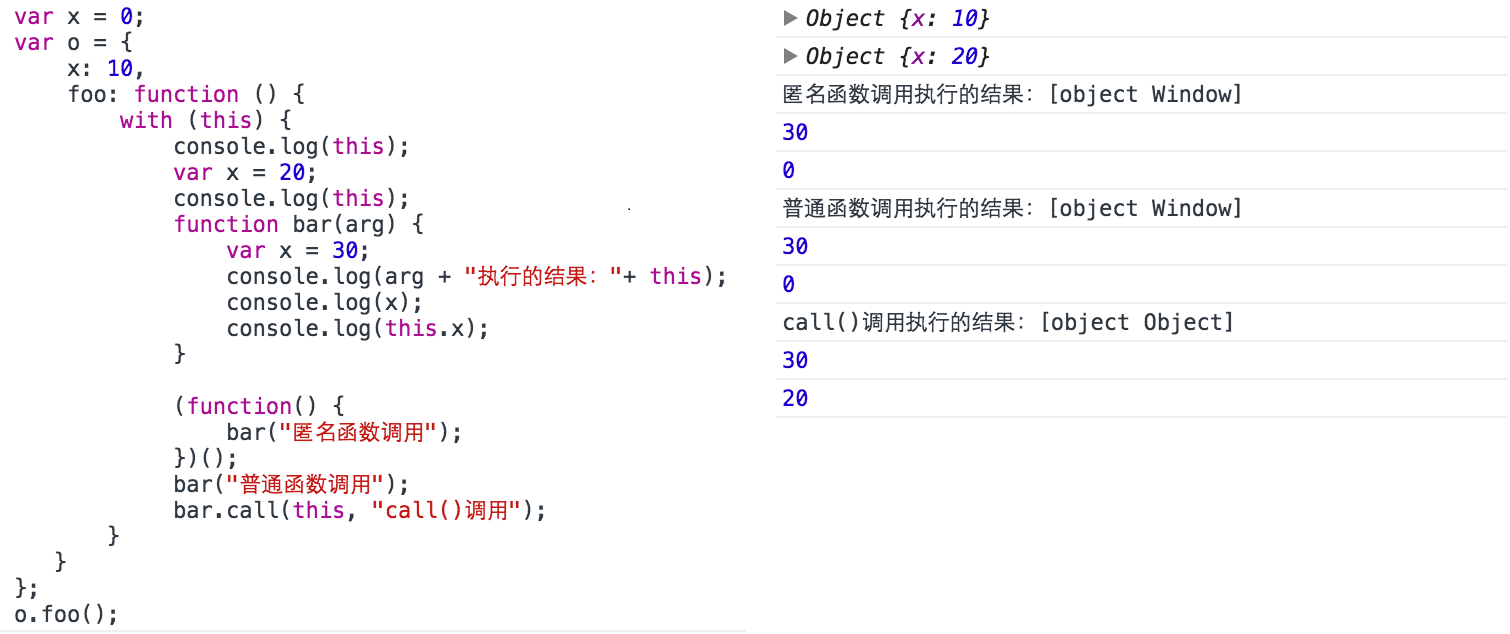 var x = 0;
var o = {
    x: 10,
    foo: function () {
        with (this) {
            console.log(this);
            var x = 20;
            console.log(this);
            function bar(arg) {
                var x = 30;
                console.log(arg + "执行的结果："+ this);
                console.log(x);
                console.log(this.x);
            }

            (function() {
                bar("匿名函数调用");
            })();
            bar("普通函数调用");
            bar.call(this, "call()调用");
        }
    }
};
o.foo();
▶ Object {x: 10}
▶ Object {x: 20}
匿名函数调用执行的结果：[object Window]
30
0
普通函数调用执行的结果：[object Window]
30
0
call()调用执行的结果：[object Object]
30
20